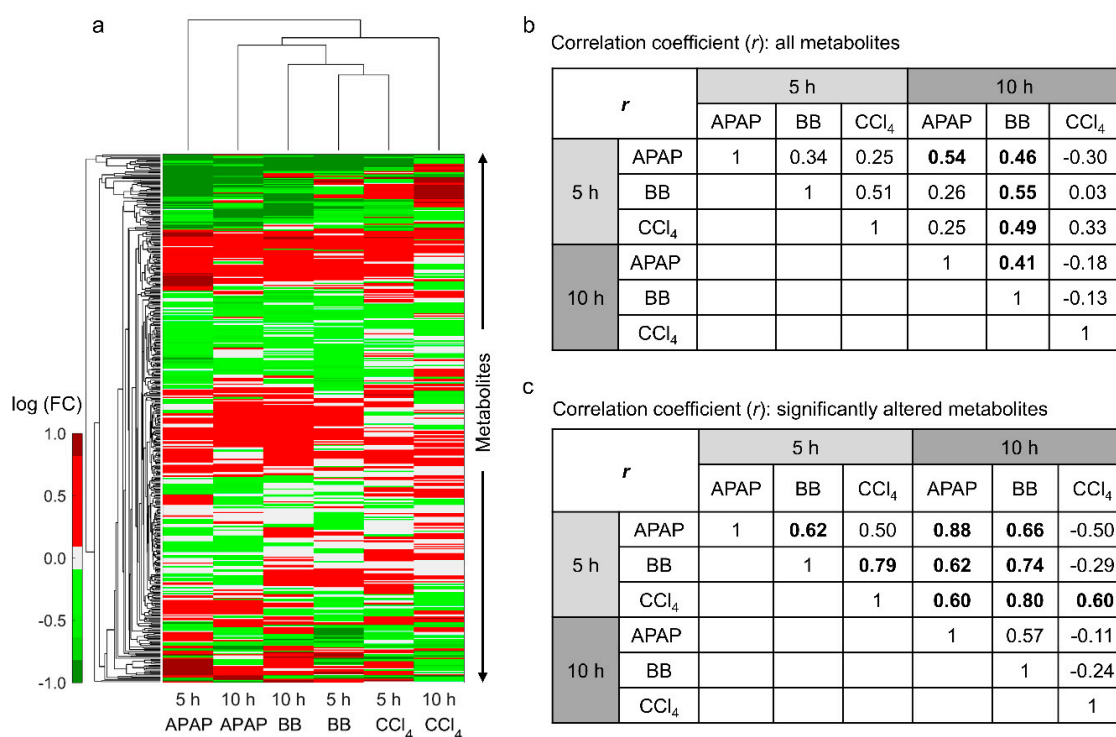 a
log (FC)
1.0
0.5
0.0
-0.5
-1.0
Metabolites
5 h 10 h 10 h 5 h 5 h 10 h
APAP APAP BB BB CCl₄ CCl₄
b
Correlation coefficient (r): all metabolites
r 5 h 10 h
APAP BB CCl₄ APAP BB CCl₄
5 h
APAP 1 0.34 0.25 0.54 0.46 -0.30
BB 1 0.51 0.26 0.55 0.03
CCl₄ 1 0.25 0.49 0.33
10 h
APAP 1 0.41 -0.18
BB 1 -0.13
CCl₄ 1
c
Correlation coefficient (r): significantly altered metabolites
r 5 h 10 h
APAP BB CCl₄ APAP BB CCl₄
5 h
APAP 1 0.62 0.50 0.88 0.66 -0.50
BB 1 0.79 0.62 0.74 -0.29
CCl₄ 1 0.60 0.80 0.60
10 h
APAP 1 0.57 -0.11
BB 1 -0.24
CCl₄ 1